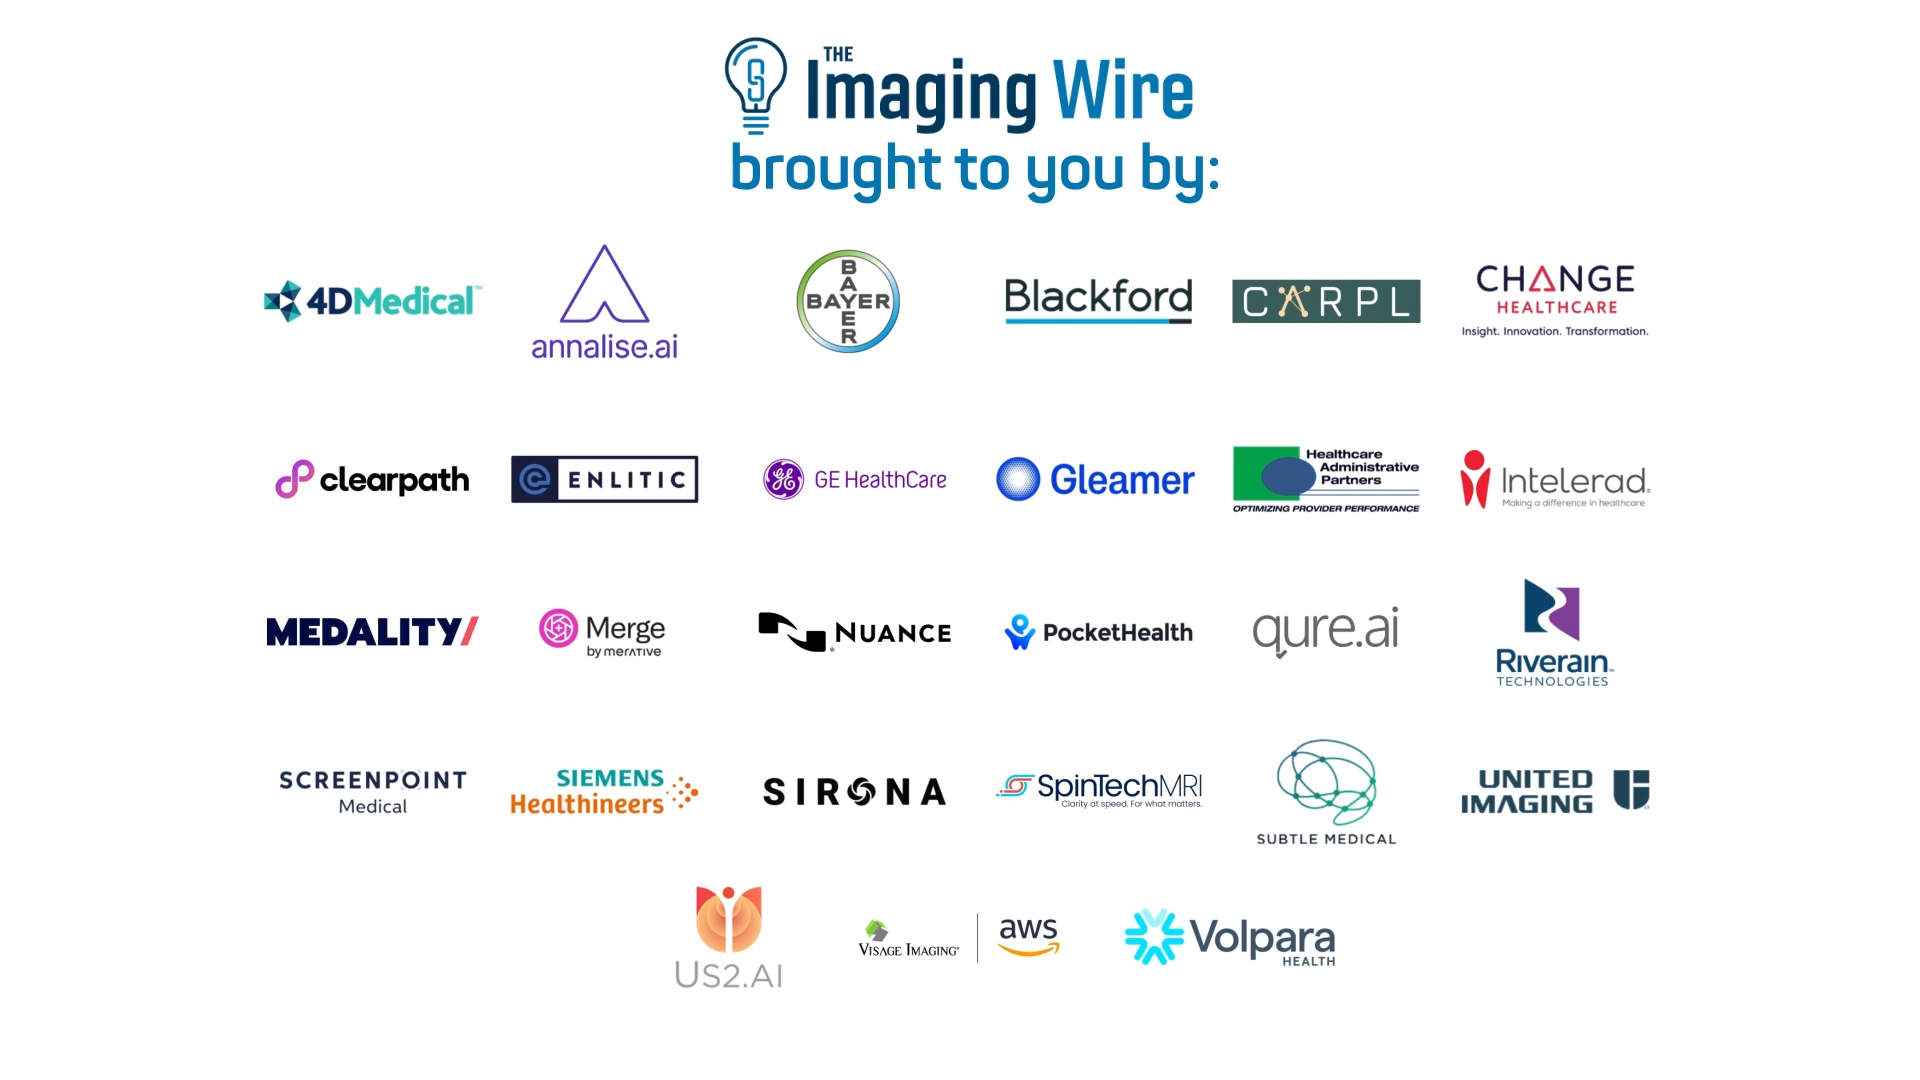 THE
Imaging Wire
brought to you by:
4DMedical™
annalise.ai
BAYER
BAYER
Blackford
CARPL
CHANGE
HEALTHCARE
Insight. Innovation. Transformation.
clearpath
ENLITIC
GE HealthCare
Gleamer
Healthcare
Administrative
Partners
OPTIMIZING PROVIDER PERFORMANCE
Intelerad
Making a difference in healthcare
MEDALITY/
Merge
by merative
NUANCE
PocketHealth
qure.ai
Riverain
TECHNOLOGIES
SCREENPOINT
Medical
SIEMENS
Healthineers
SIRONA
SpinTechMRI
Clarity at speed. For what matters.
SUBTLE MEDICAL
UNITED
IMAGING
US2.AI
VISAGE IMAGING®
aws
Volpara
HEALTH